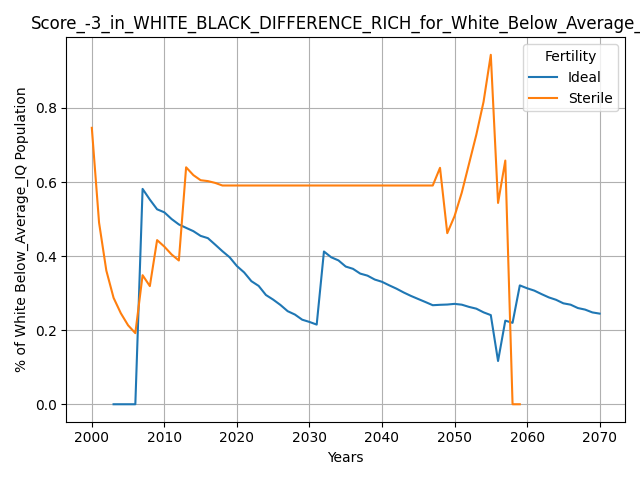 Score_-3_in_WHITE_BLACK_DIFFERENCE_RICH_for_White_Below_Average_
Fertility
Ideal
Sterile
% of White Below_Average_IQ Population
0.8
0.6
0.4
0.2
0.0
2000 2010 2020 2030 2040 2050 2060 2070
Years